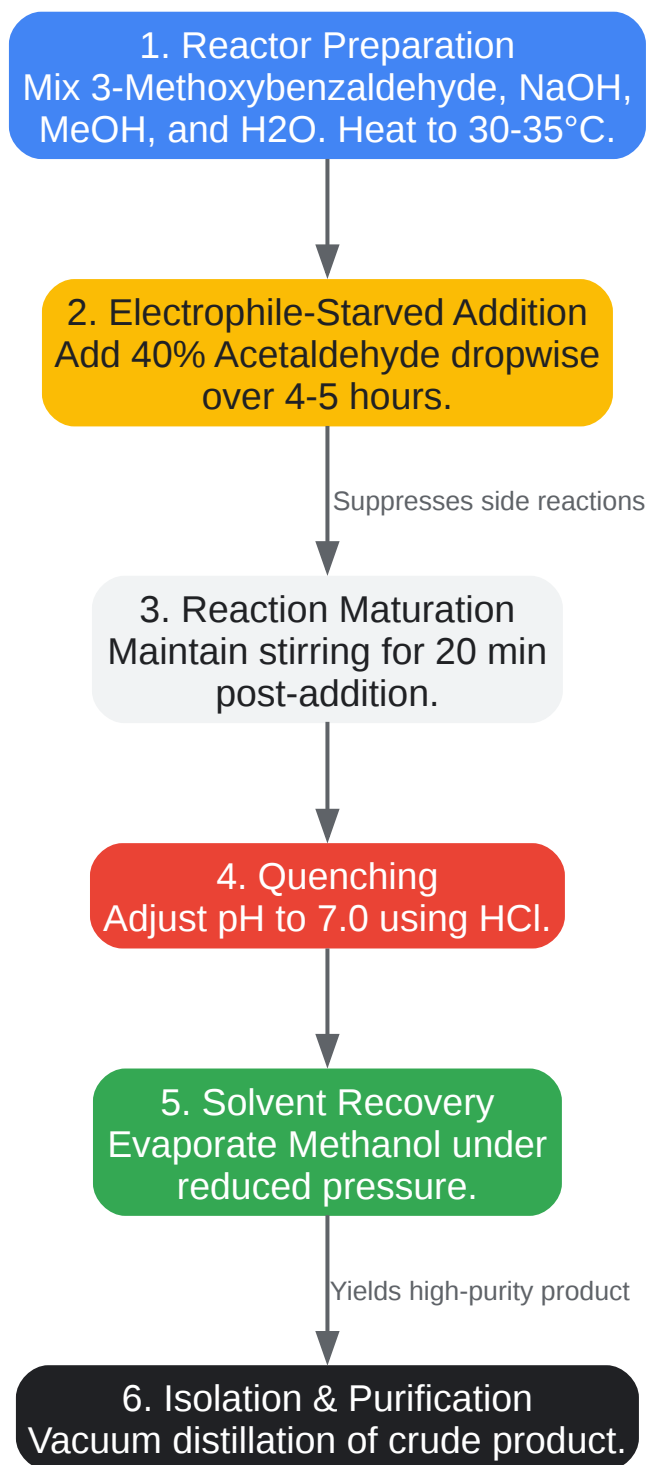 1. Reactor Preparation
Mix 3-Methoxybenzaldehyde, NaOH,
MeOH, and H2O. Heat to 30-35°C.
2. Electrophile-Starved Addition
Add 40% Acetaldehyde dropwise
over 4-5 hours.
Suppresses side reactions
3. Reaction Maturation
Maintain stirring for 20 min
post-addition.
4. Quenching
Adjust pH to 7.0 using HCl.
5. Solvent Recovery
Evaporate Methanol under
reduced pressure.
Yields high-purity product
6. Isolation & Purification
Vacuum distillation of crude product.